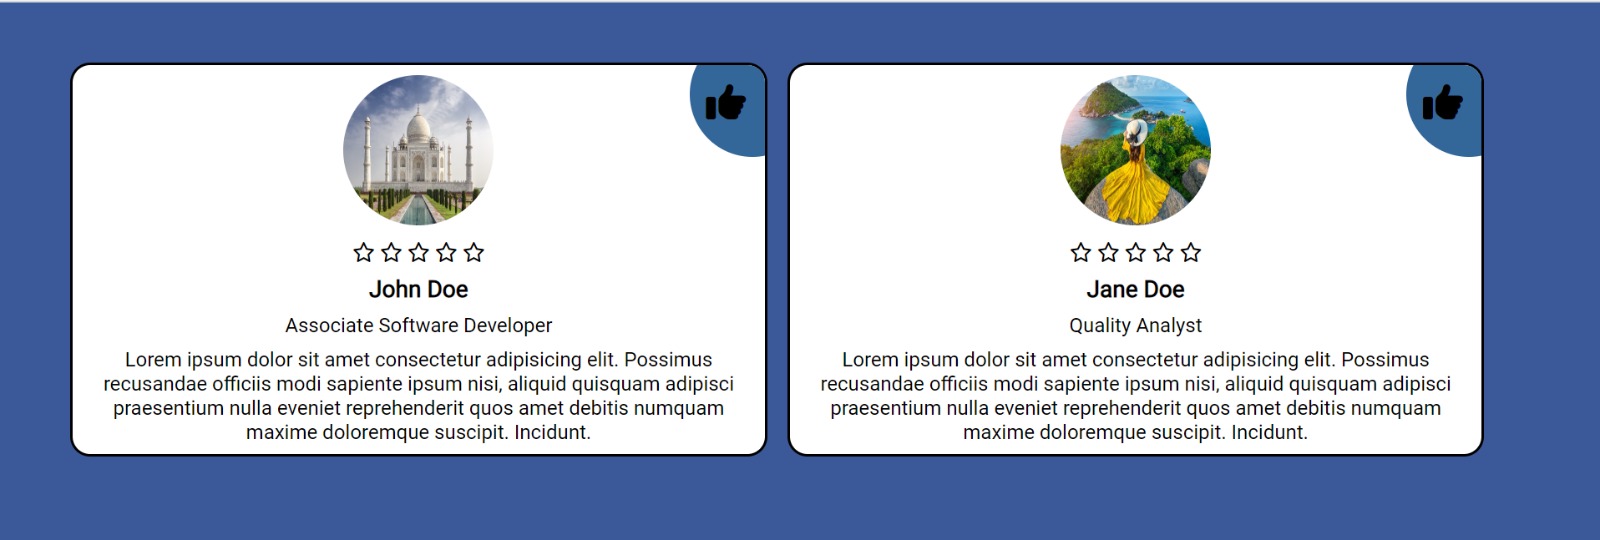 John Doe
Associate Software Developer
Lorem ipsum dolor sit amet consectetur adipisicing elit. Possimus
recusandae officiis modi sapiente ipsum nisi, aliquid quisquam adipisci
praesentium nulla eveniet reprehenderit quos amet debitis numquam
maxime doloremque suscipit. Incidunt.
Jane Doe
Quality Analyst
Lorem ipsum dolor sit amet consectetur adipisicing elit. Possimus
recusandae officiis modi sapiente ipsum nisi, aliquid quisquam adipisci
praesentium nulla eveniet reprehenderit quos amet debitis numquam
maxime doloremque suscipit. Incidunt.